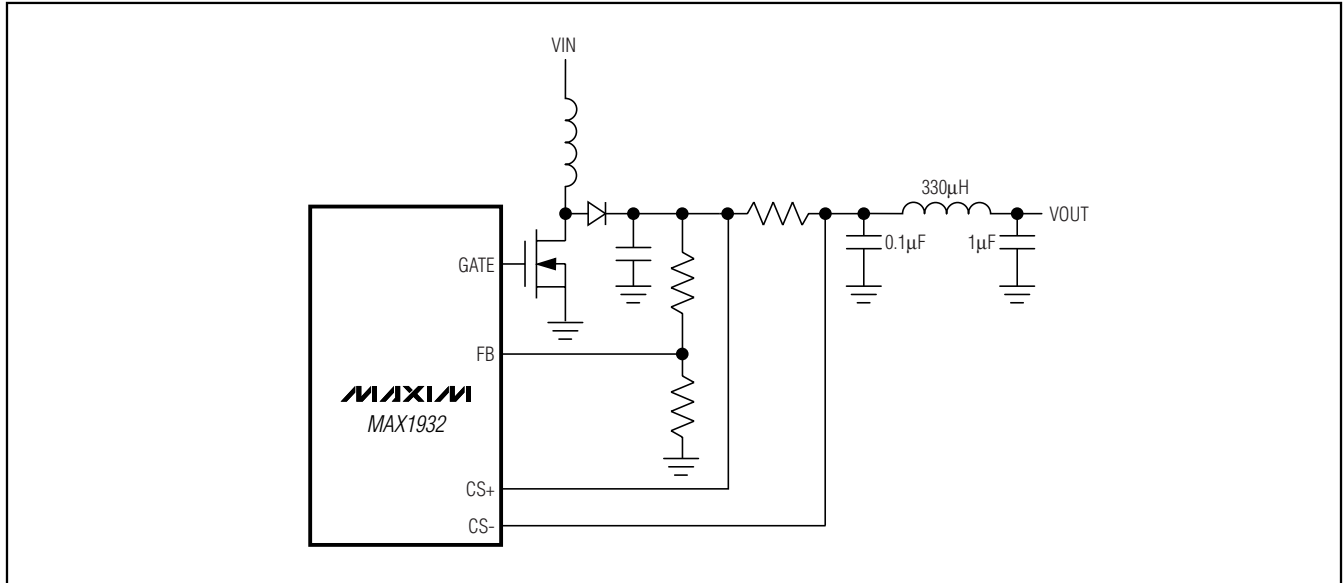 VIN
330µH
VOUT
0.1µF
1µF
GATE
FB
MAXIM
MAX1932
CS+
CS-